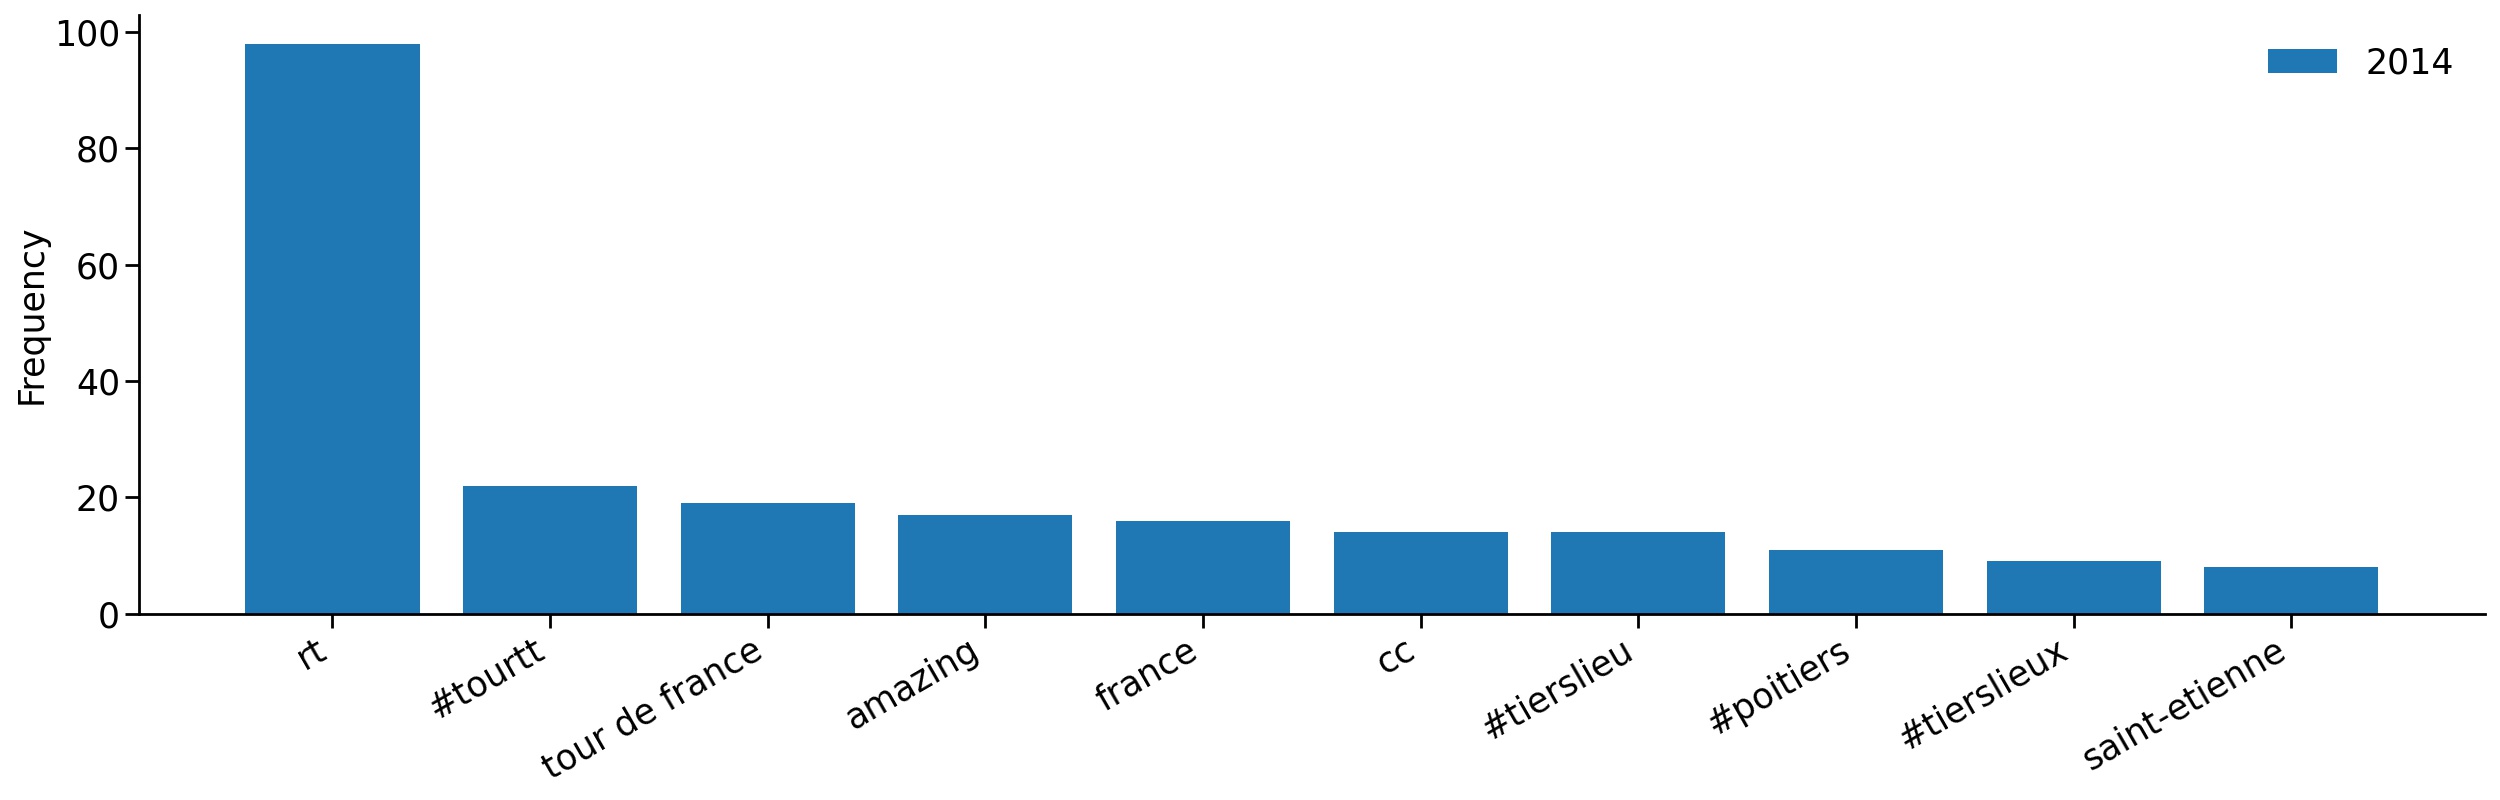 Frequency
100
80
60
40
20
0
2014
rt
#tourtt
tour de france
amazing
france
cc
#tierslieu
#poitiers
#tierslieux
saint-etienne